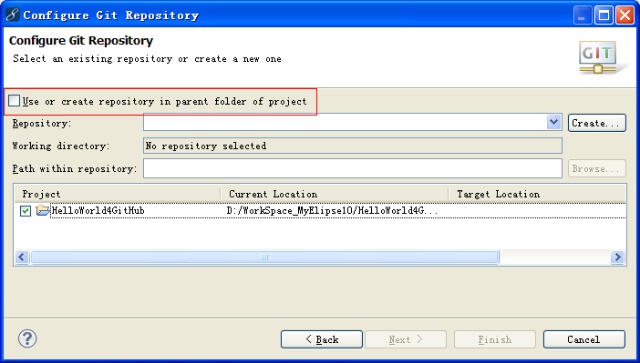 Configure Git Repository
Configure Git Repository
Select an existing repository or create a new one
GIT
Use or create repository in parent folder of project
Repository:
Create...
Working directory: No repository selected
Path within repository:
Browse...
Project Current Location Target Location
HelloWorld4GitHub D:/WorkSpace_MyElipse10/HelloWorld4G...
?
< Back Next > Finish Cancel